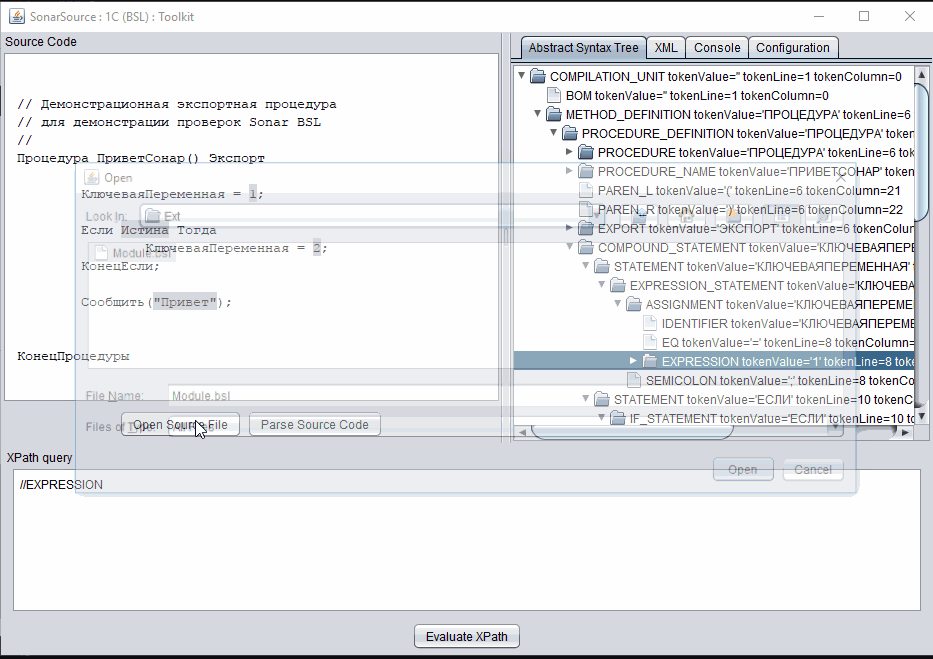 SonarSource : 1C (BSL) : Toolkit
Source Code
// Демонстрационная экспортная процедура
// для демонстрации проверок Sonar BSL
//
Процедура ПриветСонар() Экспорт
КлючеваяПеременная = 1;
Если Истина Тогда
КлючеваяПеременная = 2;
КонецЕсли;
Сообщить("Привет");
КонецПроцедуры
Open
Look In:
Ext
Module.bsl
File Name:
Module.bsl
Files of
Open Cancel
Open Source File Parse Source Code
Abstract Syntax Tree XML Console Configuration
COMPILATION_UNIT tokenValue='' tokenLine=1 tokenColumn=0
BOM tokenValue='' tokenLine=1 tokenColumn=0
METHOD_DEFINITION tokenValue='ПРОЦЕДУРА' tokenLine=6
PROCEDURE_DEFINITION tokenValue='ПРОЦЕДУРА' token
PROCEDURE tokenValue='ПРОЦЕДУРА' tokenLine=6 tok
PROCEDURE_NAME tokenValue='ПРИВЕТСОНАР' token
PAREN_L tokenValue='(' tokenLine=6 tokenColumn=21
PAREN_R tokenValue=')' tokenLine=6 tokenColumn=22
EXPORT tokenValue='ЭКСПОРТ' tokenLine=6 tokenColum
COMPOUND_STATEMENT tokenValue='КЛЮЧЕВАЯПЕРЕ
STATEMENT tokenValue='КЛЮЧЕВАЯПЕРЕМЕННАЯ'
EXPRESSION_STATEMENT tokenValue='КЛЮЧЕВА
ASSIGNMENT tokenValue='КЛЮЧЕВАЯПЕРЕМЕ
IDENTIFIER tokenValue='КЛЮЧЕВАЯПЕРЕМЕ
EQ tokenValue='=' tokenLine=8 tokenColumn=
EXPRESSION tokenValue='1' tokenLine=8 toke
SEMICOLON tokenValue=';' tokenLine=8 tokenCo
STATEMENT tokenValue='ЕСЛИ' tokenLine=10 tokenC
IF_STATEMENT tokenValue='ЕСЛИ' tokenLine=10 to
XPath query
//EXPRESSION
Evaluate XPath